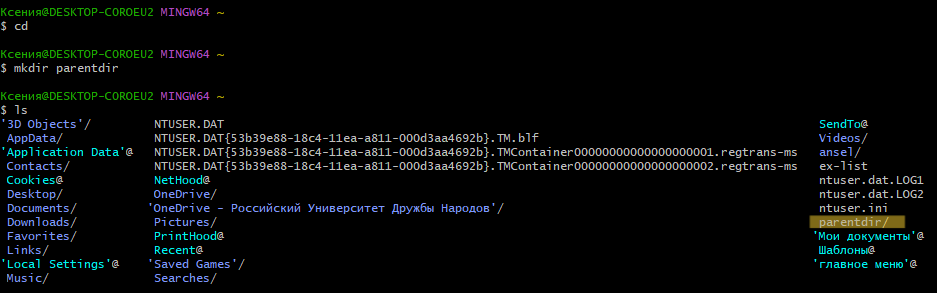 Ксения@DESKTOP-COROEU2 MINGW64 ~
$ cd
Ксения@DESKTOP-COROEU2 MINGW64 ~
$ mkdir parentdir
Ксения@DESKTOP-COROEU2 MINGW64 ~
$ ls
'3D Objects'/ NTUSER.DAT SendTo@
AppData/ NTUSER.DAT{53b39e88-18c4-11ea-a811-000d3aa4692b}.TM.blf Videos/
'Application Data'@ NTUSER.DAT{53b39e88-18c4-11ea-a811-000d3aa4692b}.TMContainer00000000000000000001.regtrans-ms ansel/
Contacts/ NTUSER.DAT{53b39e88-18c4-11ea-a811-000d3aa4692b}.TMContainer00000000000000000002.regtrans-ms ex-list
Cookies@ NetHood@ ntuser.dat.LOG1
Desktop/ OneDrive/ ntuser.dat.LOG2
Documents/ 'OneDrive - Российский Университет Дружбы Народов'/ ntuser.ini
Downloads/ Pictures/ parentdir/
Favorites/ PrintHood@ 'Мои документы'@
Links/ Recent@ Шаблоны@
'Local Settings'@ 'Saved Games'/ 'главное меню'@
Music/ Searches/